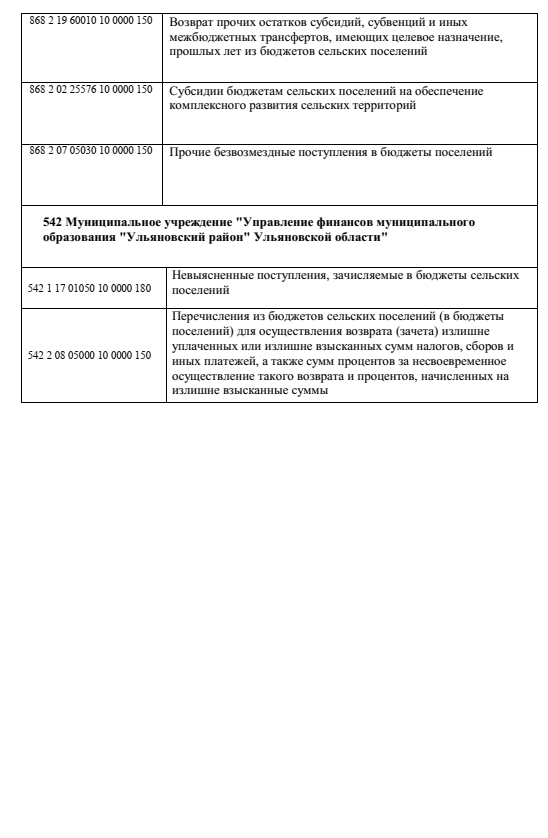 868 2 19 60010 10 0000 150
Возврат прочих остатков субсидий, субвенций и иных
межбюджетных трансфертов, имеющих целевое назначение,
прошлых лет из бюджетов сельских поселений
868 2 02 25576 10 0000 150
Субсидии бюджетам сельских поселений на обеспечение
комплексного развития сельских территорий
868 2 07 05030 10 0000 150
Прочие безвозмездные поступления в бюджеты поселений
542 Муниципальное учреждение "Управление финансов муниципального
образования "Ульяновский район" Ульяновской области"
542 1 17 01050 10 0000 180
Невыясненные поступления, зачисляемые в бюджеты сельских
поселений
542 2 08 05000 10 0000 150
Перечисления из бюджетов сельских поселений (в бюджеты
поселений) для осуществления возврата (зачета) излишне
уплаченных или излишне взысканных сумм налогов, сборов и
иных платежей, а также сумм процентов за несвоевременное
осуществление такого возврата и процентов, начисленных на
излишне взысканные суммы